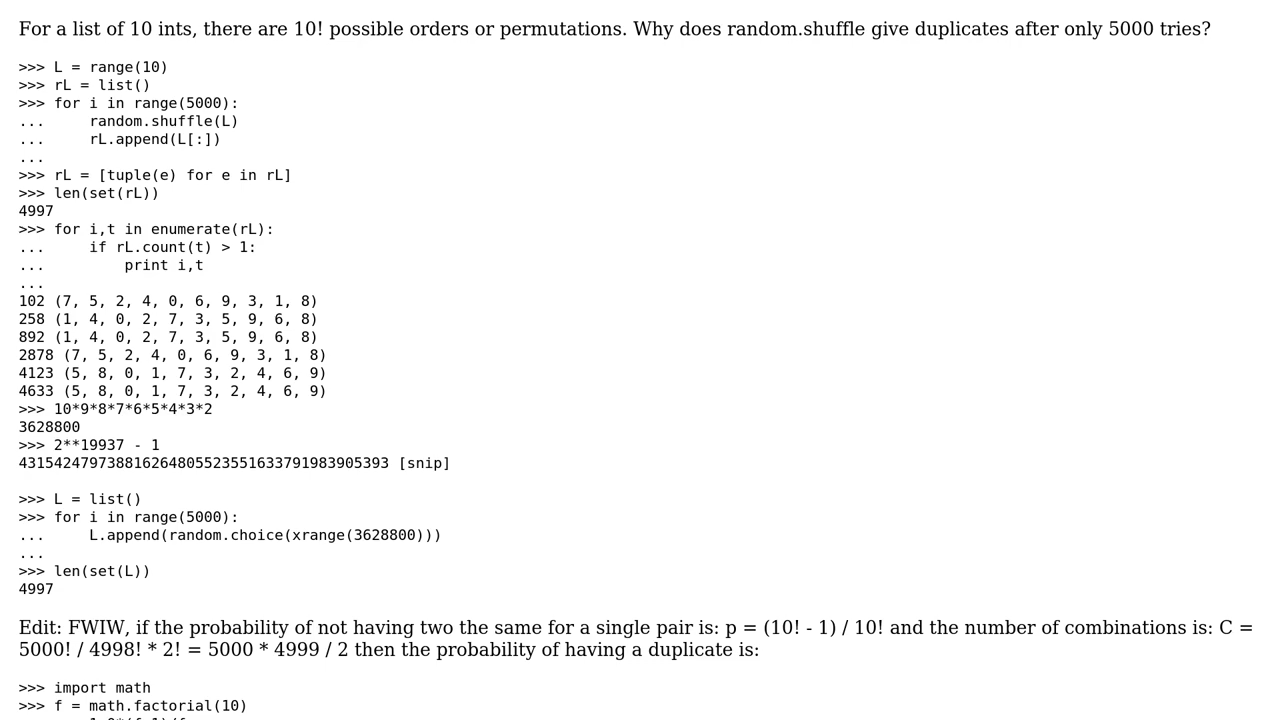 For a list of 10 ints, there are 10! possible orders or permutations. Why does random.shuffle give duplicates after only 5000 tries?
>>> L = range(10)
>>> rL = list()
>>> for i in range(5000):
...     random.shuffle(L)
...     rL.append(L[:])
...
>>> rL = [tuple(e) for e in rL]
>>> len(set(rL))
4997
>>> for i,t in enumerate(rL):
...     if rL.count(t) > 1:
...         print i,t
...
102 (7, 5, 2, 4, 0, 6, 9, 3, 1, 8)
258 (1, 4, 0, 2, 7, 3, 5, 9, 6, 8)
892 (1, 4, 0, 2, 7, 3, 5, 9, 6, 8)
2878 (7, 5, 2, 4, 0, 6, 9, 3, 1, 8)
4123 (5, 8, 0, 1, 7, 3, 2, 4, 6, 9)
4633 (5, 8, 0, 1, 7, 3, 2, 4, 6, 9)
>>> 10*9*8*7*6*5*4*3*2
3628800
>>> 2**19937 - 1
431542479738816264805523551633791983905393 [snip]
>>> L = list()
>>> for i in range(5000):
...     L.append(random.choice(xrange(3628800)))
...
>>> len(set(L))
4997
Edit: FWIW, if the probability of not having two the same for a single pair is: p = (10! - 1) / 10! and the number of combinations is: C =
5000! / 4998! * 2! = 5000 * 4999 / 2 then the probability of having a duplicate is:
>>> import math
>>> f = math.factorial(10)